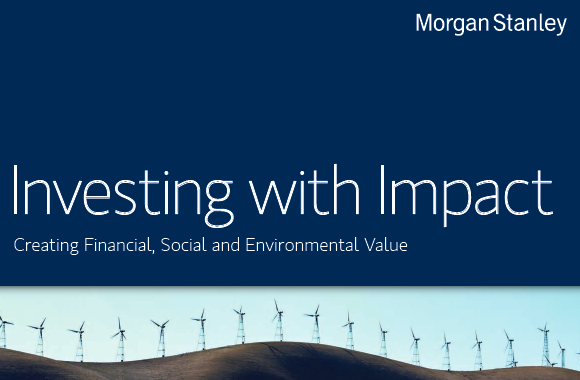 Morgan Stanley
Investing with Impact
Creating Financial, Social and Environmental Value